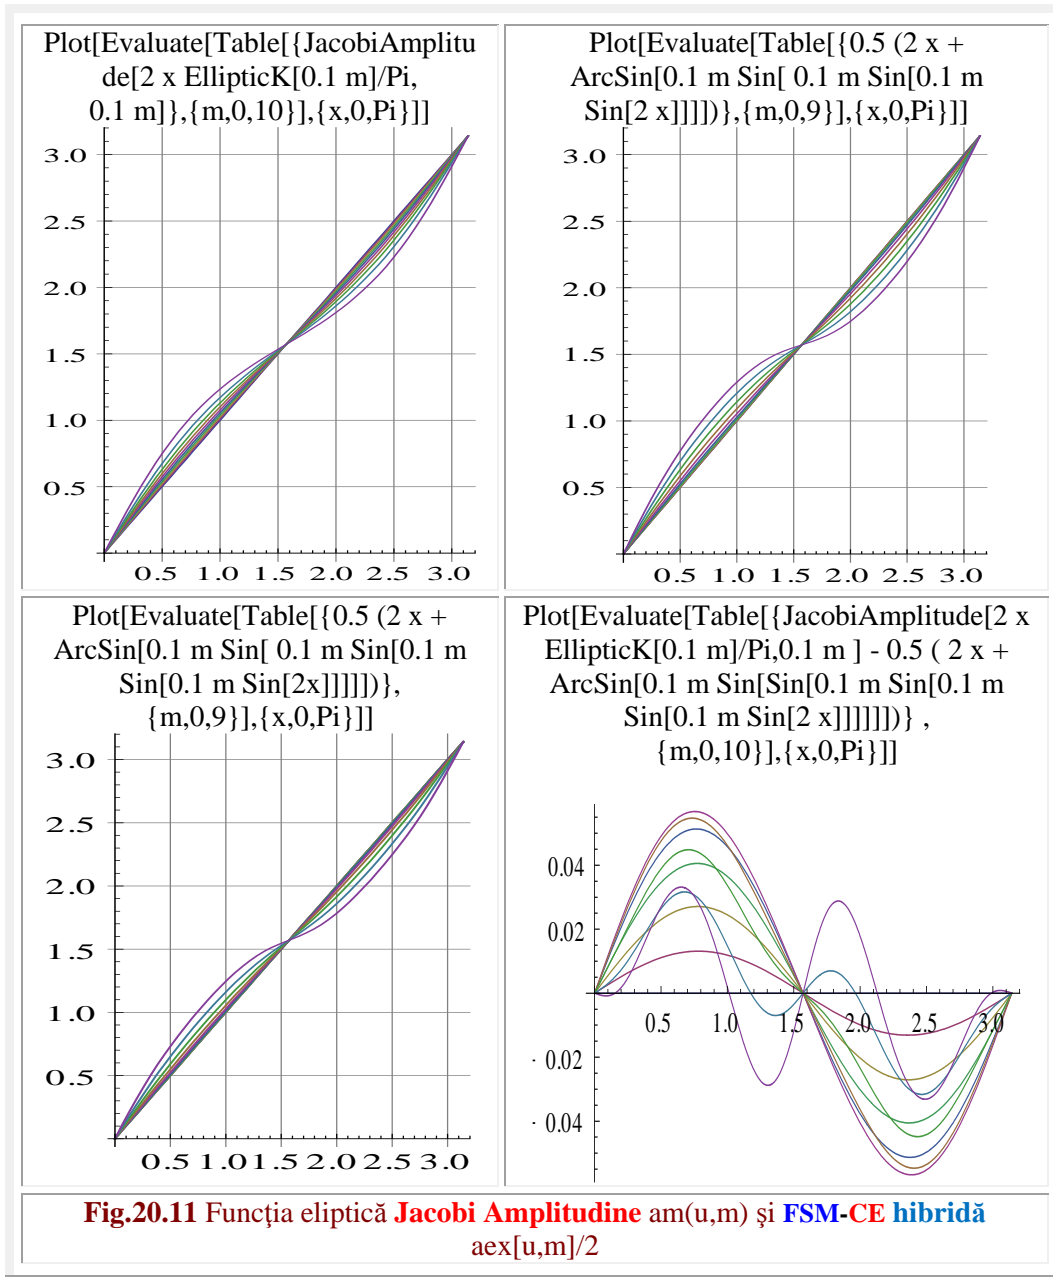 Plot[Evaluate[Table[{JacobiAmplitu
de[2 x EllipticK[0.1 m]/Pi,
0.1 m]},{m,0,10}],{x,0,Pi}]]
3.0
2.5
2.0
1.5
1.0
0.5
0.5 1.0 1.5 2.0 2.5 3.0
Plot[Evaluate[Table[{0.5 (2 x +
ArcSin[0.1 m Sin[ 0.1 m Sin[0.1 m
Sin[2 x]]]])},{m,0,9}],{x,0,Pi}]]
3.0
2.5
2.0
1.5
1.0
0.5
0.5 1.0 1.5 2.0 2.5 3.0
Plot[Evaluate[Table[{0.5 (2 x +
ArcSin[0.1 m Sin[ 0.1 m Sin[0.1 m
Sin[0.1 m Sin[2x]]]]])},
{m,0,9}],{x,0,Pi}]]
3.0
2.5
2.0
1.5
1.0
0.5
0.5 1.0 1.5 2.0 2.5 3.0
Plot[Evaluate[Table[{JacobiAmplitude[2 x
EllipticK[0.1 m]/Pi,0.1 m ] - 0.5 ( 2 x +
ArcSin[0.1 m Sin[Sin[0.1 m Sin[0.1 m
Sin[0.1 m Sin[2 x]]]]]])} ,
{m,0,10}],{x,0,Pi}]]
0.04
0.02
0.5 1.0 1.5 2.0 2.5 3.0
- 0.02
- 0.04
Fig.20.11 Funcţia eliptică Jacobi Amplitudine am(u,m) şi FSM-CE hibridă
aex[u,m]/2